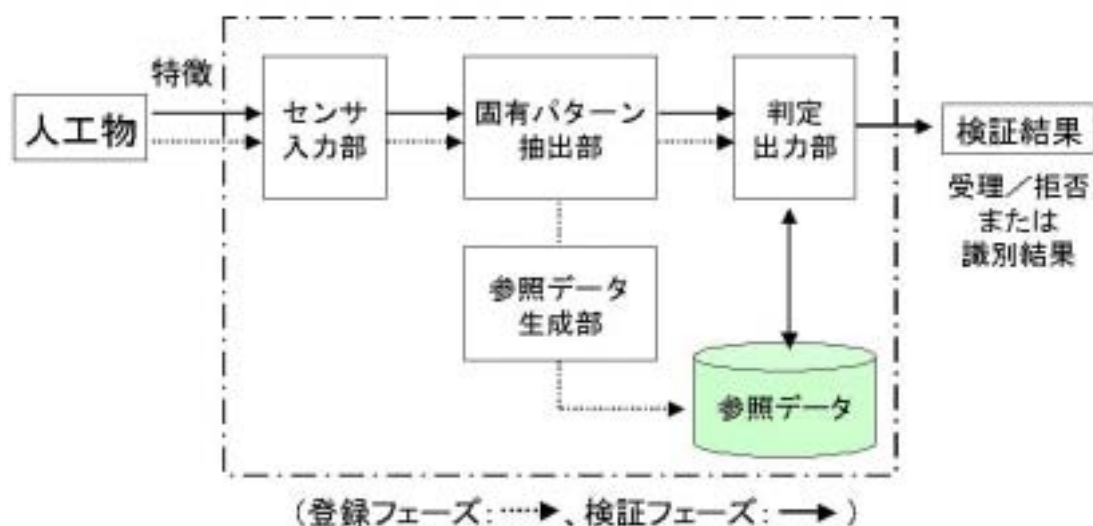 特徴
人工物
センサ
入力部
固有パターン
抽出部
判定
出力部
検証結果
受理／拒否
または
識別結果
参照データ
生成部
参照データ
(登録フェーズ:、検証フェーズ:)